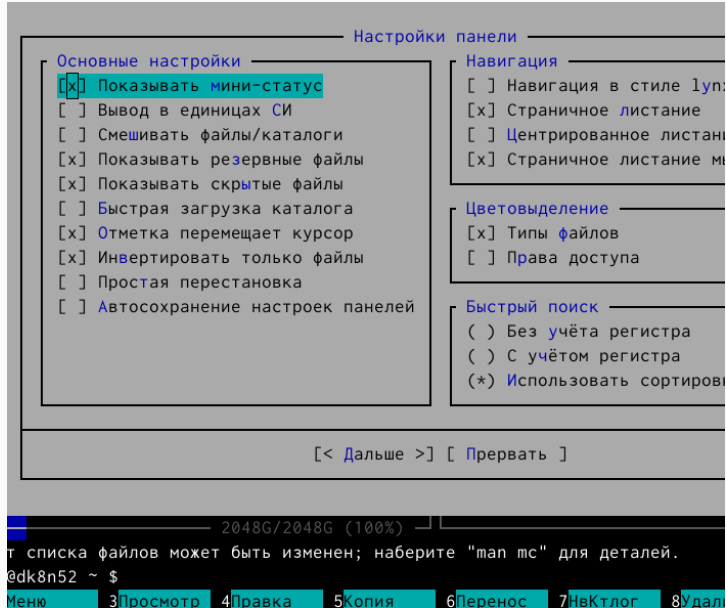 Настройки панели
Основные настройки
[x] Показывать мини-статус
[ ] Вывод в единицах СИ
[ ] Смешивать файлы/каталоги
[x] Показывать резервные файлы
[x] Показывать скрытые файлы
[ ] Быстрая загрузка каталога
[x] Отметка перемещает курсор
[x] Инвертировать только файлы
[ ] Простая перестановка
[ ] Автосохранение настроек панелей
Навигация
[ ] Навигация в стиле lyn
[x] Страничное листание
[ ] Центрированное листан
[x] Страничное листание м
Цветовыделение
[x] Типы файлов
[ ] Права доступа
Быстрый поиск
( ) Без учёта регистра
( ) С учётом регистра
(*) Использовать сортиров
[< Дальше >] [ Прервать ]
2048G/2048G (100%)
т списка файлов может быть изменен; наберите "man mc" для деталей.
@dk8n52 ~ $
Меню 3Просмотр 4Правка 5Копия 6Перенос 7НвКтлог 8Удал